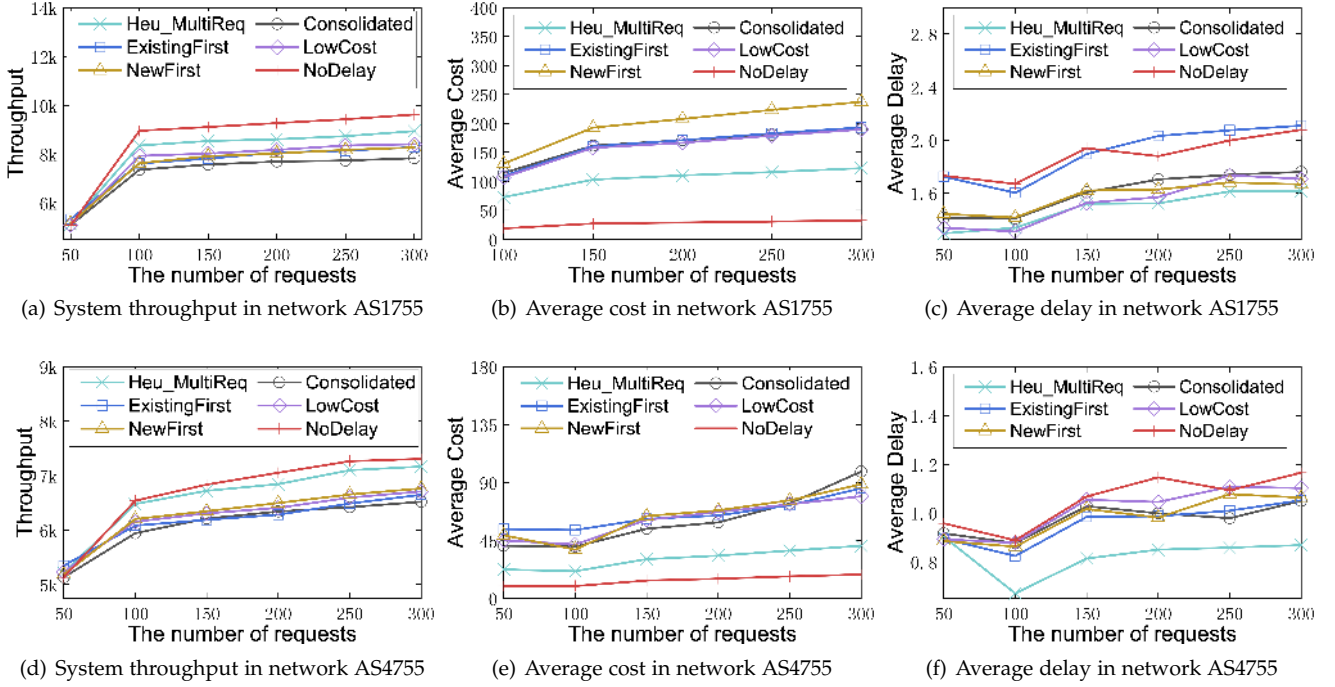 14k
12k
10k
8k
6k
Throughput
Heu_MultiReq
ExistingFirst
NewFirst
Consolidated
LowCost
NoDelay
50 100 150 200 250 300
The number of requests
(a) System throughput in network AS1755
400
350
300
250
200
150
100
50
0
Average Cost
Heu_MultiReq
ExistingFirst
NewFirst
Consolidated
LowCost
NoDelay
100 150 200 250 300
The number of requests
(b) Average cost in network AS1755
2.8
2.4
2.0
1.6
Average Delay
Heu_MultiReq
ExistingFirst
NewFirst
Consolidated
LowCost
NoDelay
50 100 150 200 250 300
The number of requests
(c) Average delay in network AS1755
9k
8k
7k
6k
5k
Throughput
Heu_MultiReq
ExistingFirst
NewFirst
Consolidated
LowCost
NoDelay
50 100 150 200 250 300
The number of requests
(d) System throughput in network AS4755
180
135
90
45
0
Average Cost
Heu_MultiReq
ExistingFirst
NewFirst
Consolidated
LowCost
NoDelay
50 100 150 200 250 300
The number of requests
(e) Average cost in network AS4755
1.6
1.4
1.2
1.0
0.8
Average Delay
Heu_MultiReq
ExistingFirst
NewFirst
Consolidated
LowCost
NoDelay
50 100 150 200 250 300
The number of requests
(f) Average delay in network AS4755